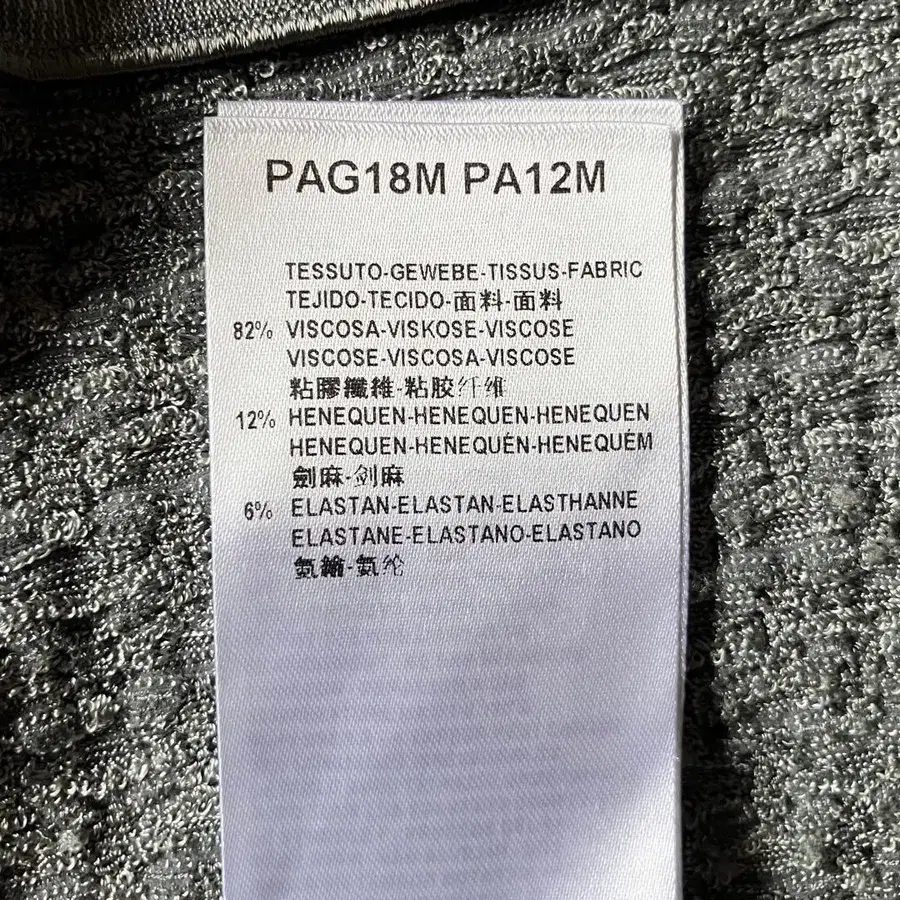 PAG18M PA12M
TESSUTO-GEWEBE-TISSUS-FABRIC
TEJIDO-TECIDO-面料-面料
82% VISCOSA-VISKOSE-VISCOSE
VISCOSE-VISCOSA-VISCOSE
粘膠纖維-粘胶纤维
12% HENEQUEN-HENEQUEN-HENEQUEN
HENEQUEN-HENEQUÉN-HENEQUÉM
劍麻-剑麻
6% ELASTAN-ELASTAN-ELASTHANNE
ELASTANE-ELASTANO-ELASTANO
氨綸-氨纶